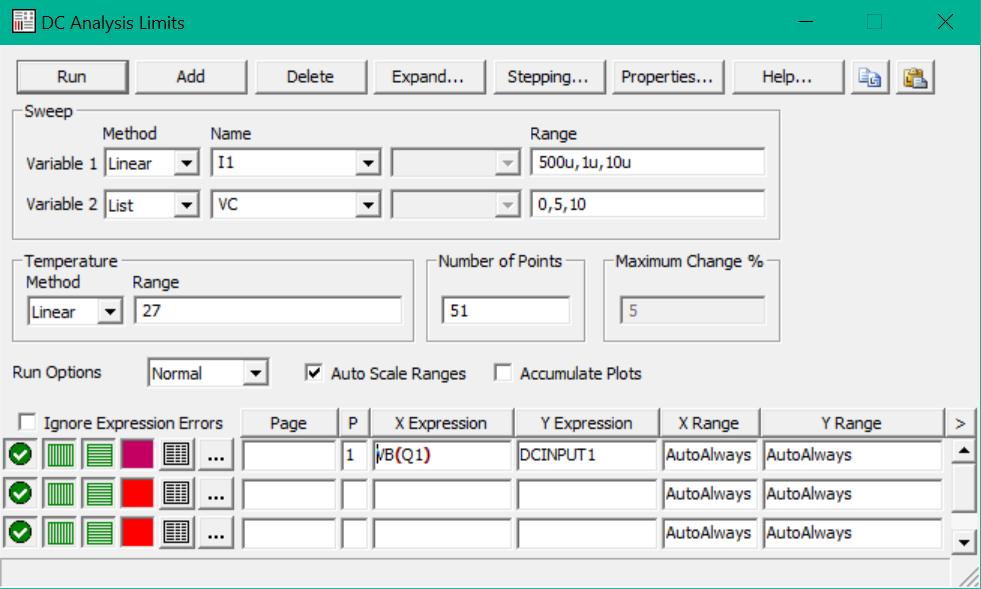 DC Analysis Limits
Run Add Delete Expand... Stepping... Properties... Help...
Sweep
Method Name Range
Variable 1 Linear I1 500u,1u,10u
Variable 2 List VC 0,5,10
Temperature Number of Points Maximum Change %
Method Range
Linear 27 51 5
Run Options Normal Auto Scale Ranges Accumulate Plots
Ignore Expression Errors Page P X Expression Y Expression X Range Y Range >
... 1 VB(Q1) DCINPUT1 AutoAlways AutoAlways
... AutoAlways AutoAlways
... AutoAlways AutoAlways